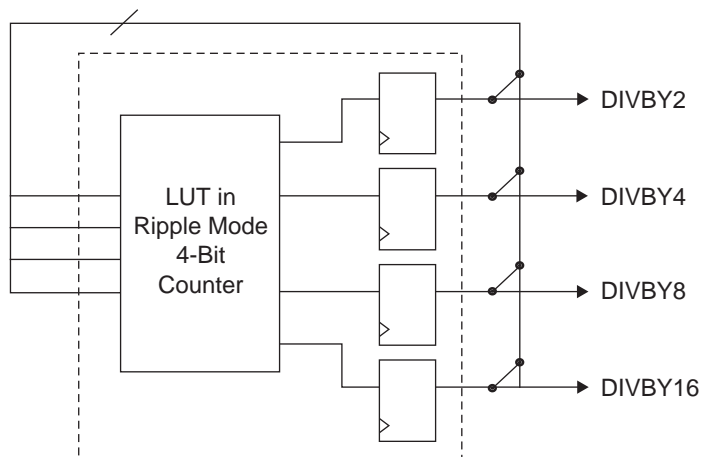 DIVBY2
LUT in
Ripple Mode
4-Bit
Counter
DIVBY4
DIVBY8
DIVBY16